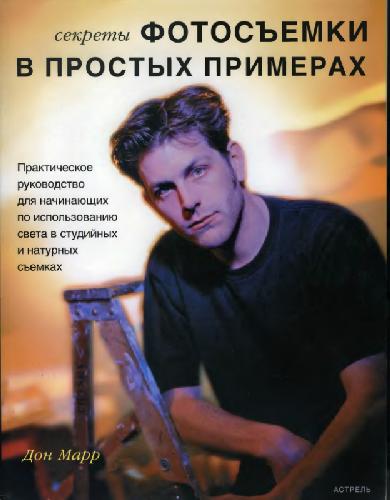 секреты ФОТОСЪЕМКИ
В ПРОСТЫХ ПРИМЕРАХ
Практическое
руководство
для начинающих
по использованию
света в студийных
и натурных
съемках
Дон Марр
АСТРЕЛЬ